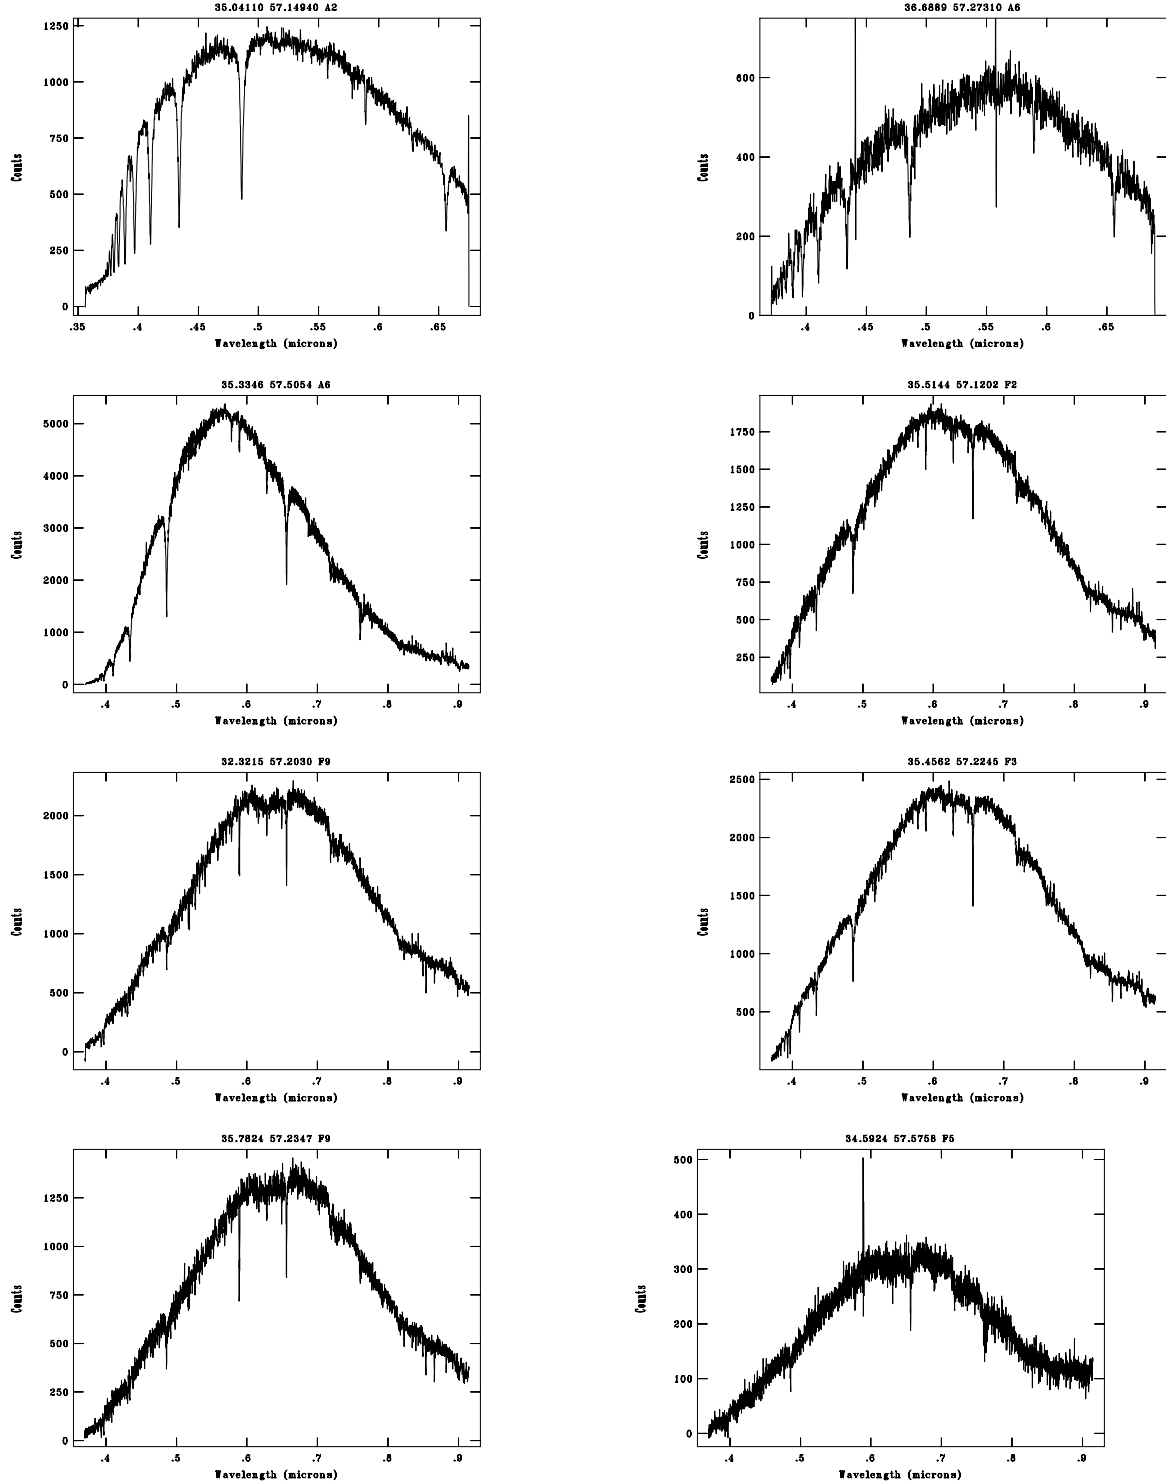 35.04110 57.14940 A2
1250
1000
750
500
250
0
Counts
.35 .4 .45 .5 .55 .6 .65
Wavelength (microns)
36.6889 57.27310 A6
600
400
200
0
Counts
.4 .45 .5 .55 .6 .65
Wavelength (microns)
35.3346 57.5054 A6
5000
4000
3000
2000
1000
0
Counts
.4 .5 .6 .7 .8 .9
Wavelength (microns)
35.5144 57.1202 F2
1750
1500
1250
1000
750
500
250
Counts
.4 .5 .6 .7 .8 .9
Wavelength (microns)
32.3215 57.2030 F9
2000
1500
1000
500
0
Counts
.4 .5 .6 .7 .8 .9
Wavelength (microns)
35.4562 57.2245 F3
2500
2000
1500
1000
500
Counts
.4 .5 .6 .7 .8 .9
Wavelength (microns)
35.7824 57.2347 F9
1250
1000
750
500
250
0
Counts
.4 .5 .6 .7 .8 .9
Wavelength (microns)
34.5924 57.5758 F5
500
400
300
200
100
0
Counts
.4 .5 .6 .7 .8 .9
Wavelength (microns)